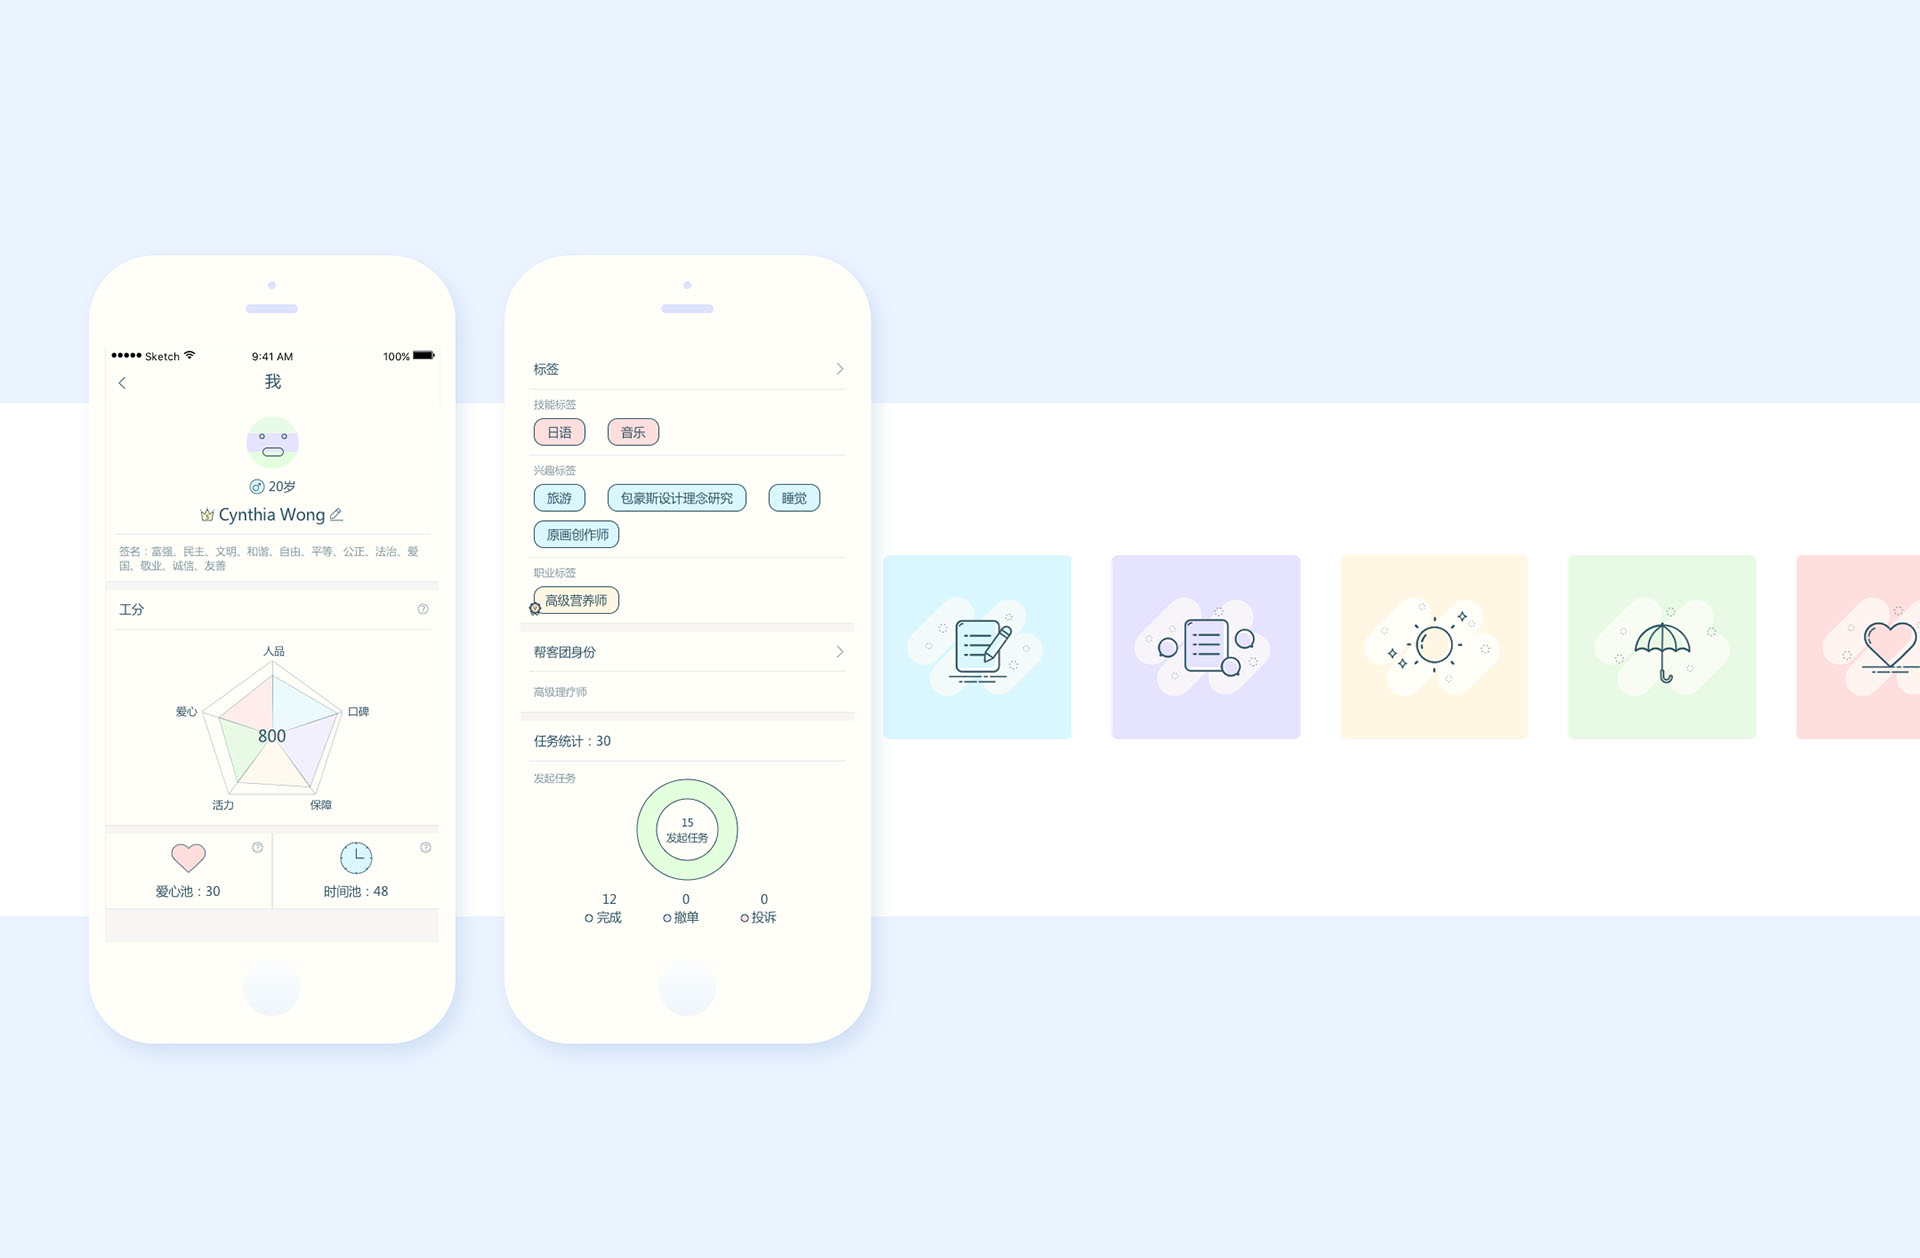 Sketch 9:41 AM 100%
我
20岁
Cynthia Wong
签名：富强、民主、文明、和谐、自由、平等、公正、法治、爱
国、敬业、诚信、友善
工分
人品
爱心
口碑
800
活力
保障
爱心池：30
时间池：48
标签
技能标签
日语
音乐
兴趣标签
旅游
包豪斯设计理念研究
睡觉
原画创作师
职业标签
高级营养师
帮客团身份
高级理疗师
任务统计：30
发起任务
15
发起任务
12 0 0
完成 撤单 投诉